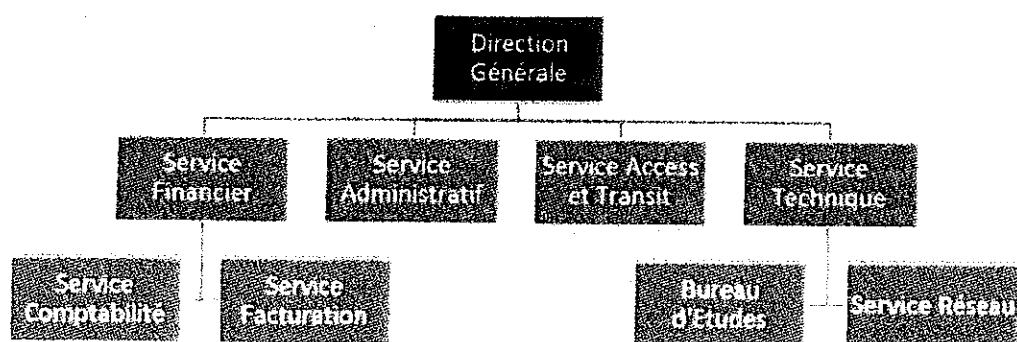 Direction
Générale
Service
Financier
Service
Administratif
Service Access
et Transit
Service
Technique
Service
Comptabilité
Service
Facturation
Bureau
d'Etudes
Service Réseau